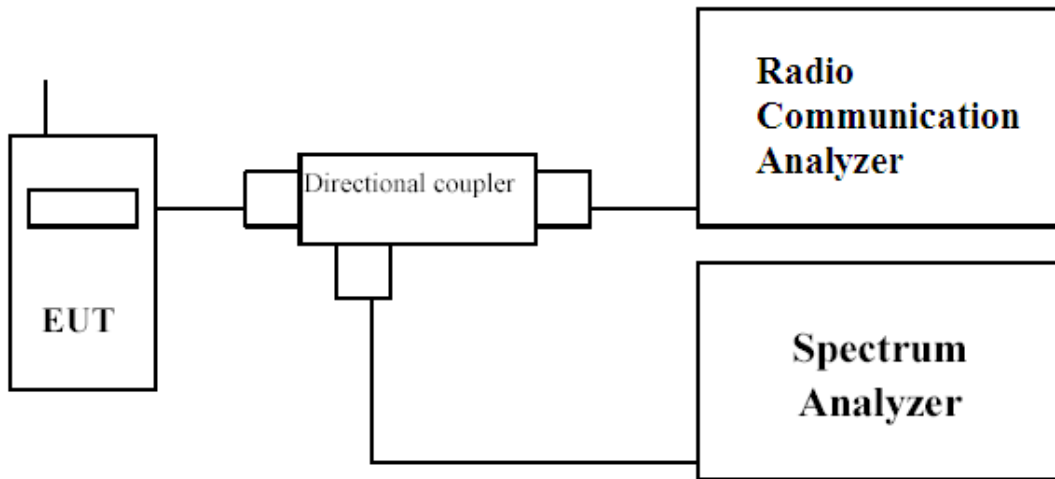 Radio
Communication
Analyzer
Directional coupler
EUT
Spectrum
Analyzer